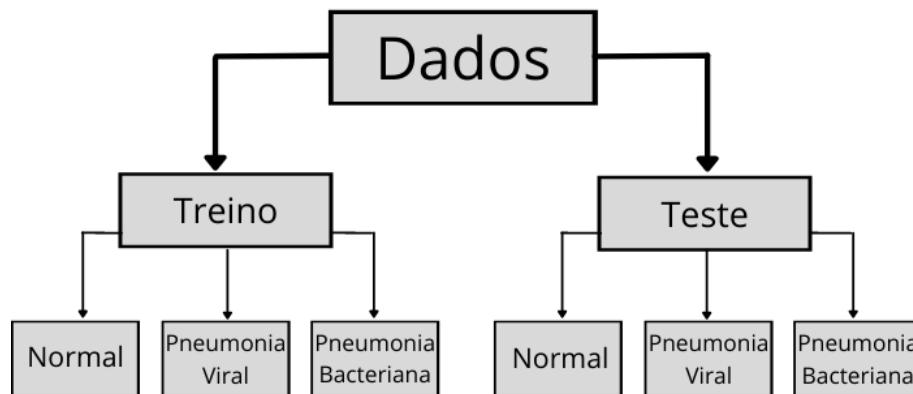 Dados
Treino
Teste
Normal
Pneumonia
Viral
Pneumonia
Bacteriana
Normal
Pneumonia
Viral
Pneumonia
Bacteriana